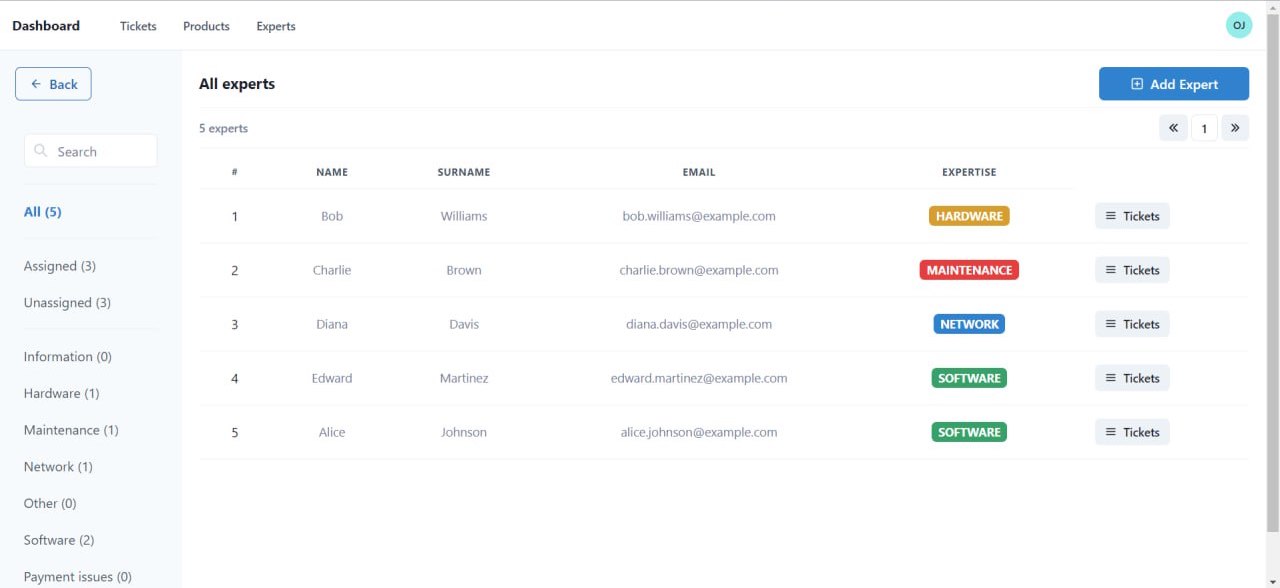 Dashboard Tickets Products Experts OJ
← Back
Search
All (5)
Assigned (3)
Unassigned (3)
Information (0)
Hardware (1)
Maintenance (1)
Network (1)
Other (0)
Software (2)
Payment issues (0)
All experts Add Expert
5 experts « 1 »
# NAME SURNAME EMAIL EXPERTISE
1 Bob Williams bob.williams@example.com HARDWARE Tickets
2 Charlie Brown charlie.brown@example.com MAINTENANCE Tickets
3 Diana Davis diana.davis@example.com NETWORK Tickets
4 Edward Martinez edward.martinez@example.com SOFTWARE Tickets
5 Alice Johnson alice.johnson@example.com SOFTWARE Tickets